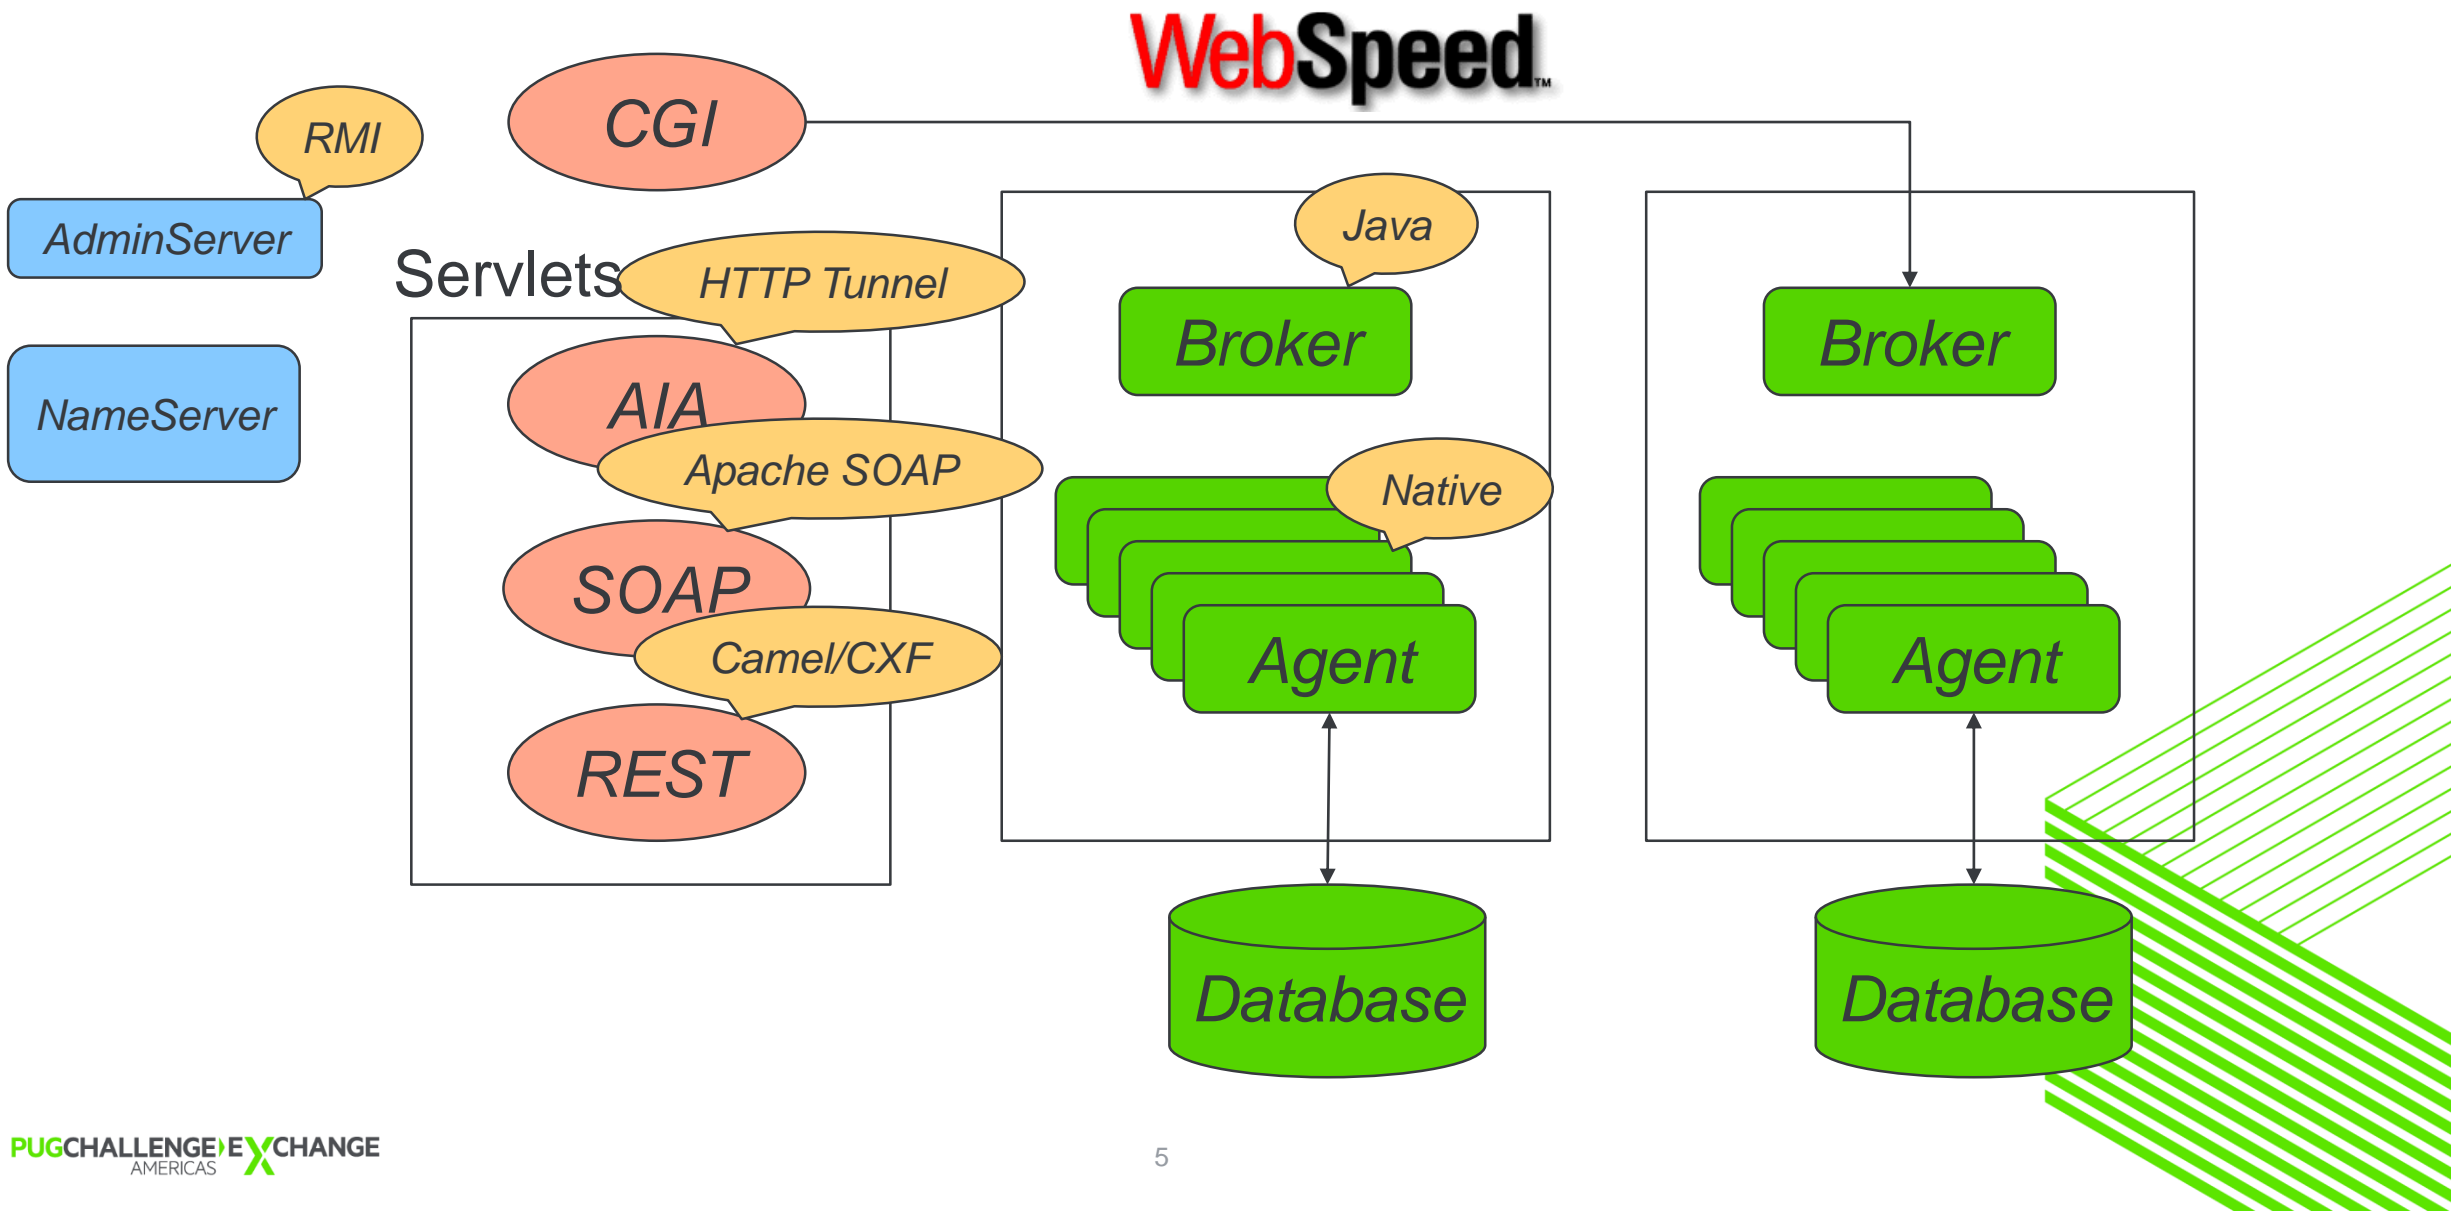 WebSpeed™
CGI
RMI
AdminServer
Servlets
HTTP Tunnel
Java
Broker
Broker
NameServer
AIA
Apache SOAP
Native
SOAP
Camel/CXF
Agent
Agent
REST
Database
Database
PUGCHALLENGE EXCHANGE
AMERICAS
5